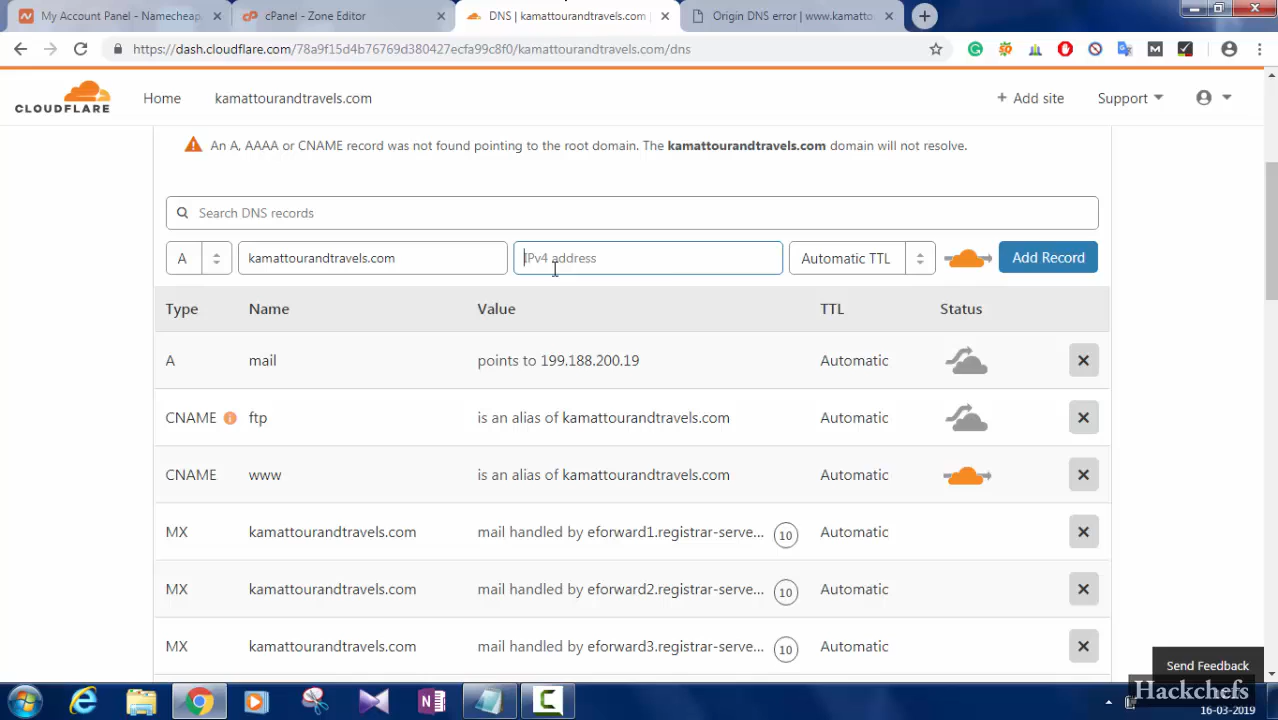 My Account Panel - Namecheap
cPanel - Zone Editor
DNS | kamattourandtravels.com
Origin DNS error | www.kamatto
https://dash.cloudflare.com/78a9f15d4b76769d380427ecfa99c8f0/kamattourandtravels.com/dns
CLOUDFLARE
Home
kamattourandtravels.com
+ Add site
Support
An A, AAAA or CNAME record was not found pointing to the root domain. The kamattourandtravels.com domain will not resolve.
Search DNS records
A
kamattourandtravels.com
IPv4 address
Automatic TTL
Add Record
Type Name Value TTL Status
A mail points to 199.188.200.19 Automatic
CNAME ftp is an alias of kamattourandtravels.com Automatic
CNAME www is an alias of kamattourandtravels.com Automatic
MX kamattourandtravels.com mail handled by eforward1.registrar-serve... 10 Automatic
MX kamattourandtravels.com mail handled by eforward2.registrar-serve... 10 Automatic
MX kamattourandtravels.com mail handled by eforward3.registrar-serve... 10 Automatic
Send Feedback
Hackchefs
16-03-2019